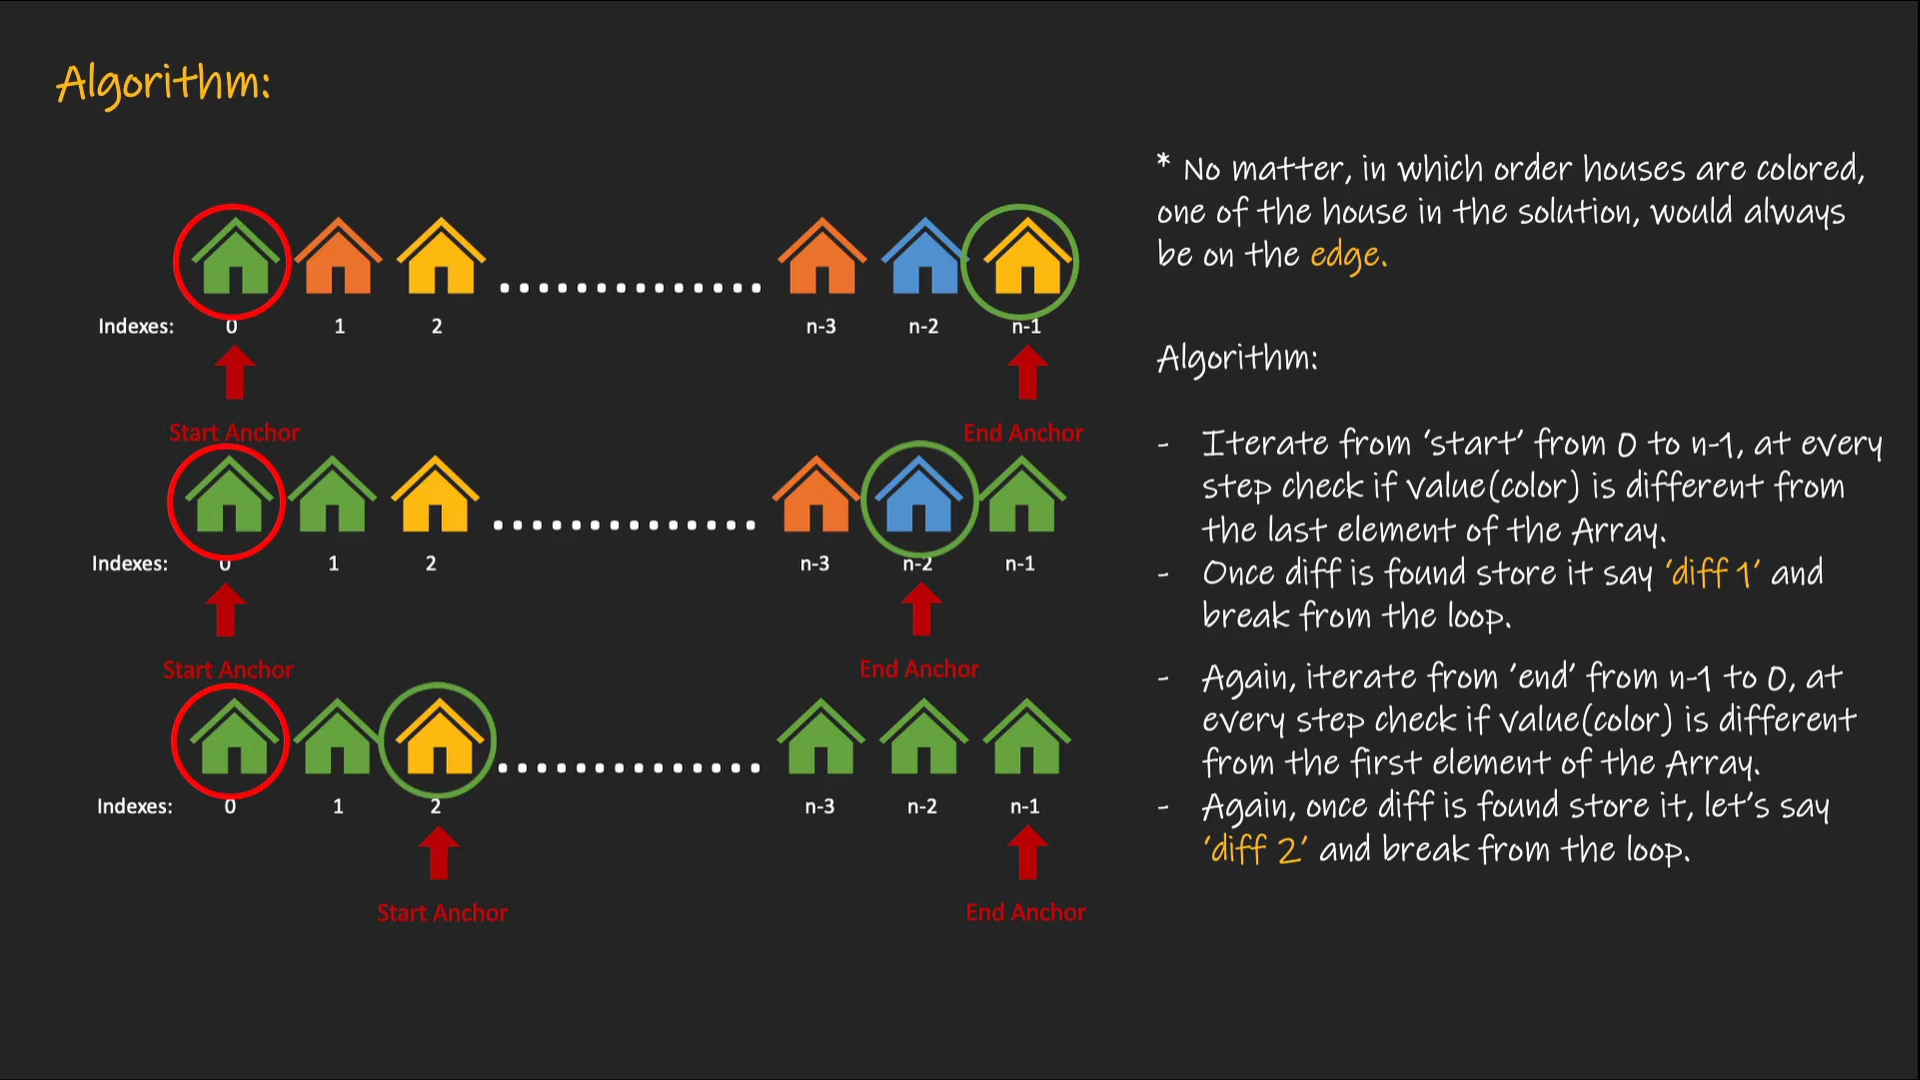 Algorithm:
Indexes: 0 1 2 n-3 n-2 n-1
Start Anchor End Anchor
Indexes: 0 1 2 n-3 n-2 n-1
Start Anchor End Anchor
Indexes: 0 1 2 n-3 n-2 n-1
Start Anchor End Anchor
* No matter, in which order houses are colored,
one of the house in the solution, would always
be on the edge.
Algorithm:
- Iterate from 'start' from 0 to n-1, at every
step check if value(color) is different from
the last element of the Array.
- Once diff is found store it say 'diff 1' and
break from the loop.
- Again, iterate from 'end' from n-1 to 0, at
every step check if value(color) is different
from the first element of the Array.
- Again, once diff is found store it, let's say
'diff 2' and break from the loop.